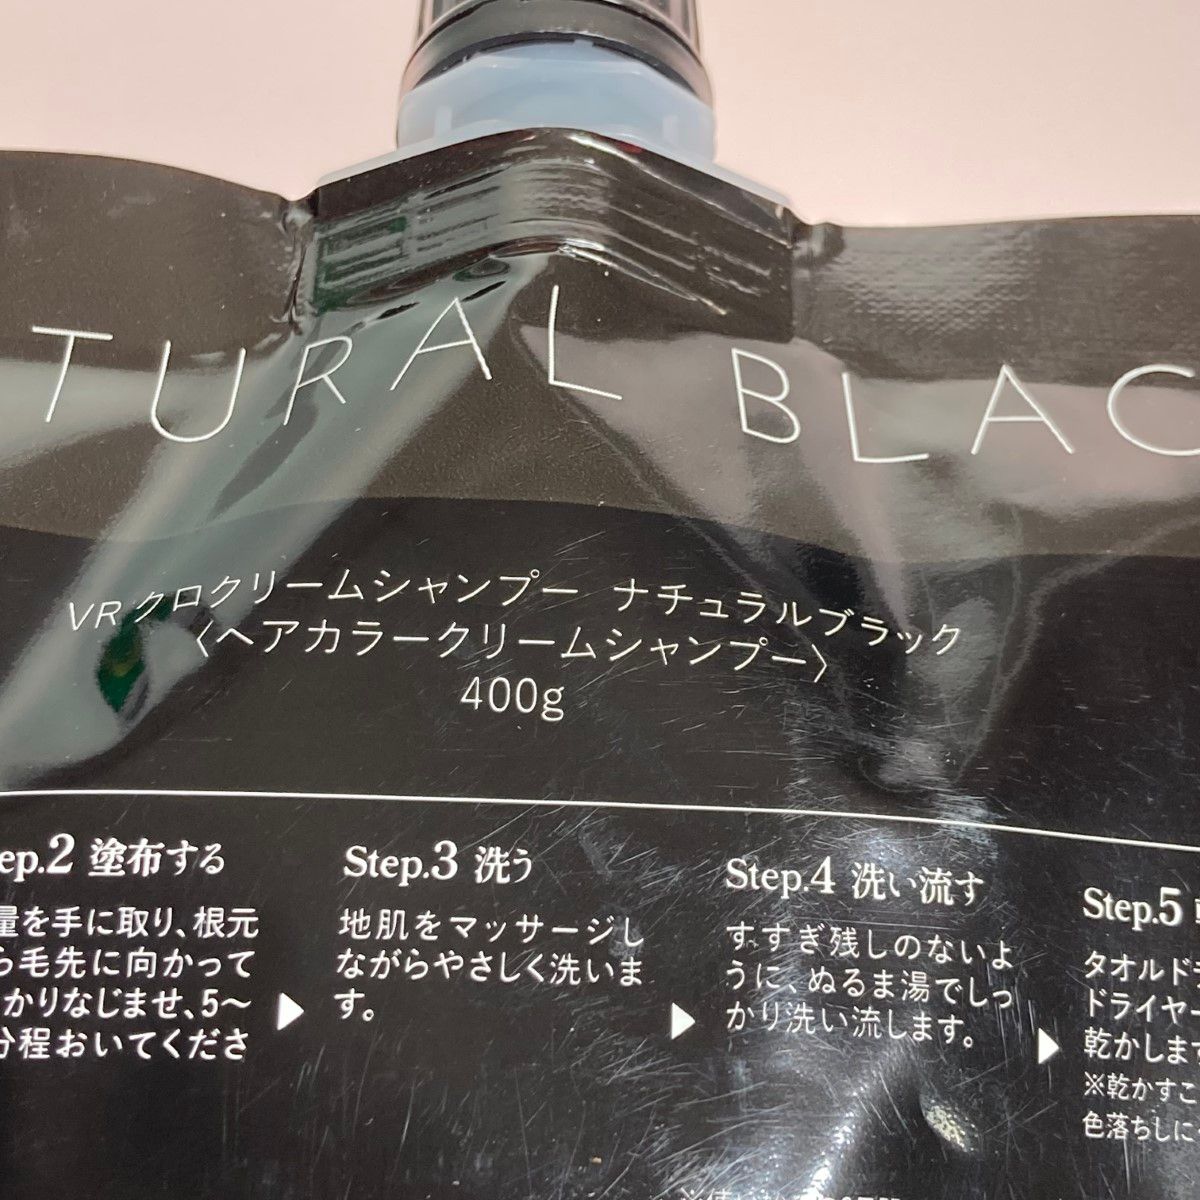 TURAL BLAC
VRクロクリームシャンプー ナチュラルブラック
〈ヘアカラークリームシャンプー〉
400g
ep.2 塗布する
量を手に取り、根元
ら毛先に向かって
かりなじませ、5〜
分程おいてくださ
Step.3 洗う
地肌をマッサージし
ながらやさしく洗いま
す。
Step.4 洗い流す
すすぎ残しのないよ
うに、ぬるま湯でしっ
かり洗い流します。
Step.5
タオルド
ドライヤー
乾かします
※乾かすこ
色落ちしに